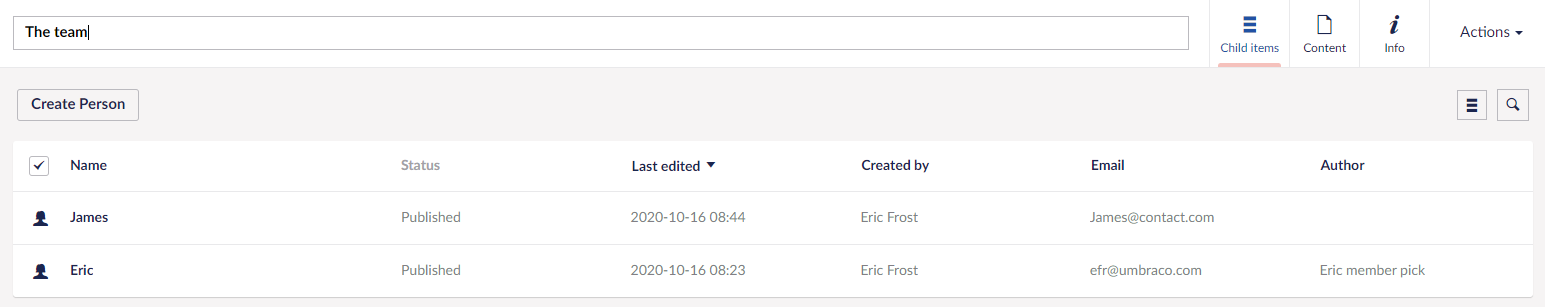 The team
Child items Content Info Actions
Create Person
Name Status Last edited Created by Email Author
James Published 2020-10-16 08:44 Eric Frost James@contact.com
Eric Published 2020-10-16 08:23 Eric Frost efr@umbraco.com Eric member pick